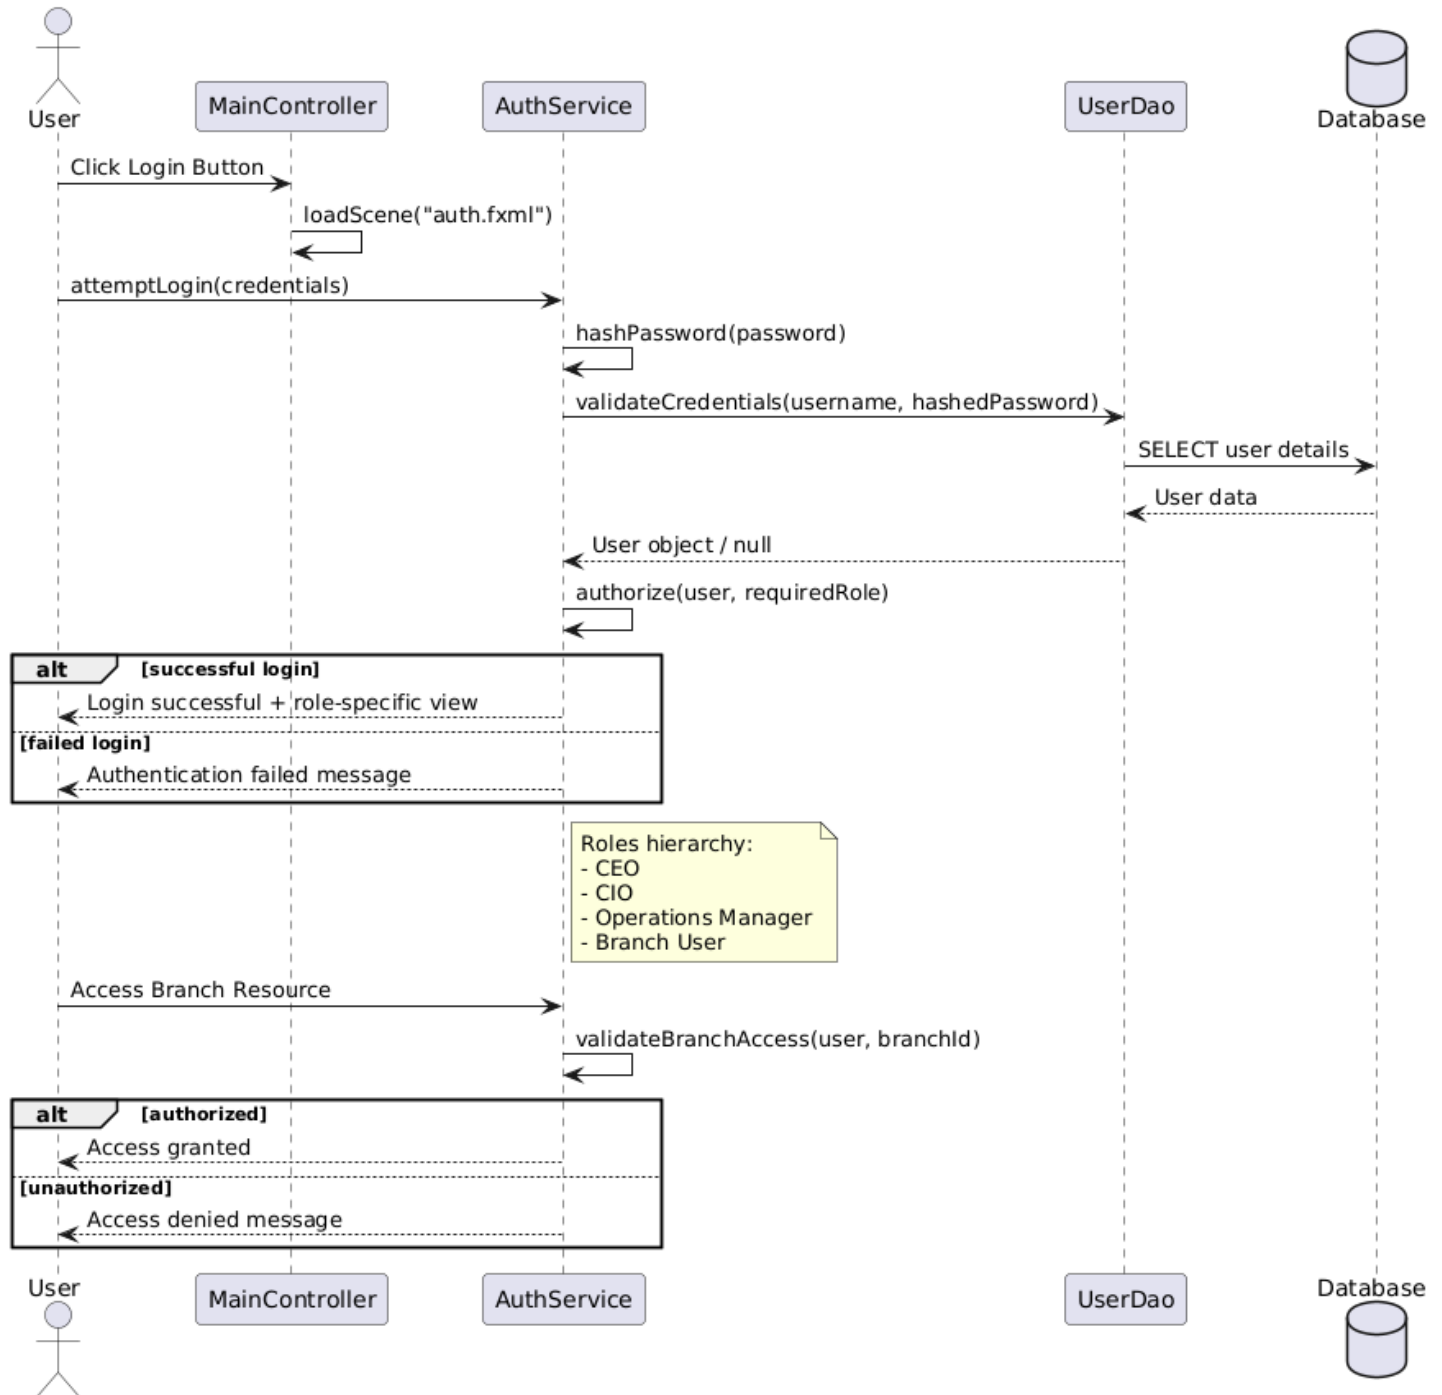 User
MainController
AuthService
UserDao
Database
Click Login Button
loadScene("auth.fxml")
attemptLogin(credentials)
hashPassword(password)
validateCredentials(username, hashedPassword)
SELECT user details
User data
User object / null
authorize(user, requiredRole)
alt [successful login]
Login successful + role-specific view
[failed login]
Authentication failed message
Roles hierarchy:
- CEO
- CIO
- Operations Manager
- Branch User
Access Branch Resource
validateBranchAccess(user, branchId)
alt [authorized]
Access granted
[unauthorized]
Access denied message
User
MainController
AuthService
UserDao
Database